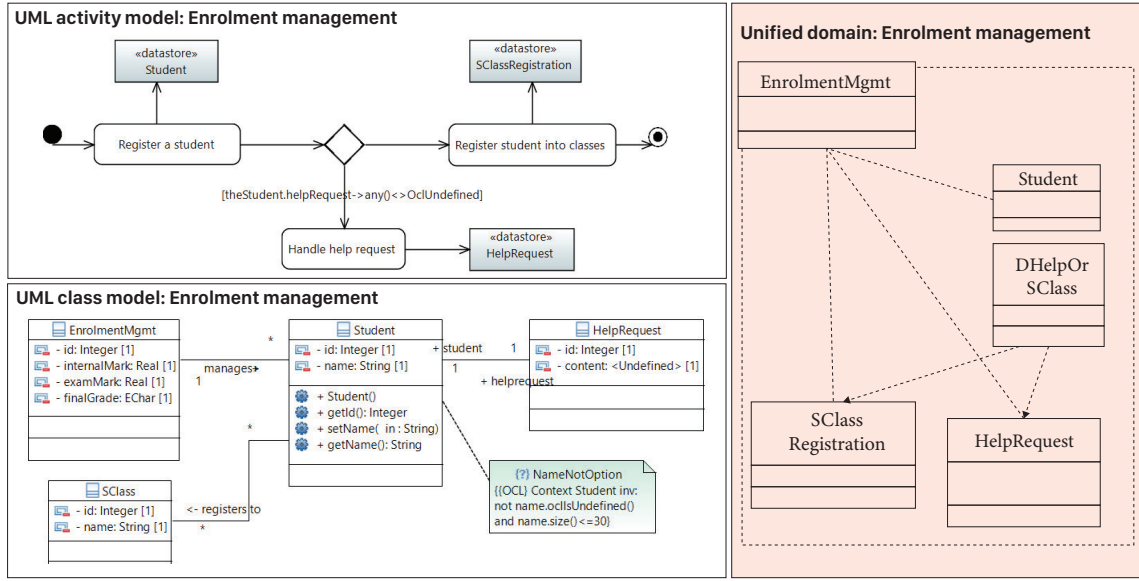 UML activity model: Enrolment management
«datastore»
Student
«datastore»
SClassRegistration
Register a student
Register student into classes
[theStudent.helpRequest->any()<>OclUndefined]
Handle help request
«datastore»
HelpRequest
UML class model: Enrolment management
EnrolmentMgmt
- id: Integer [1]
- internalMark: Real [1]
- examMark: Real [1]
- finalGrade: EChar [1]
manages
1
*
Student
- id: Integer [1]
- name: String [1]
+ Student()
+ getId(): Integer
+ setName( in : String)
+ getName(): String
+ student
1
1
+ helprequest
HelpRequest
- id: Integer [1]
- content: <Undefined> [1]
*
SClass
- id: Integer [1]
- name: String [1]
<- registers to
*
{?} NameNotOption
{{OCL} Context Student inv:
not name.oclIsUndefined()
and name.size()<=30}
Unified domain: Enrolment management
EnrolmentMgmt
Student
DHelpOr
SClass
SClass
Registration
HelpRequest